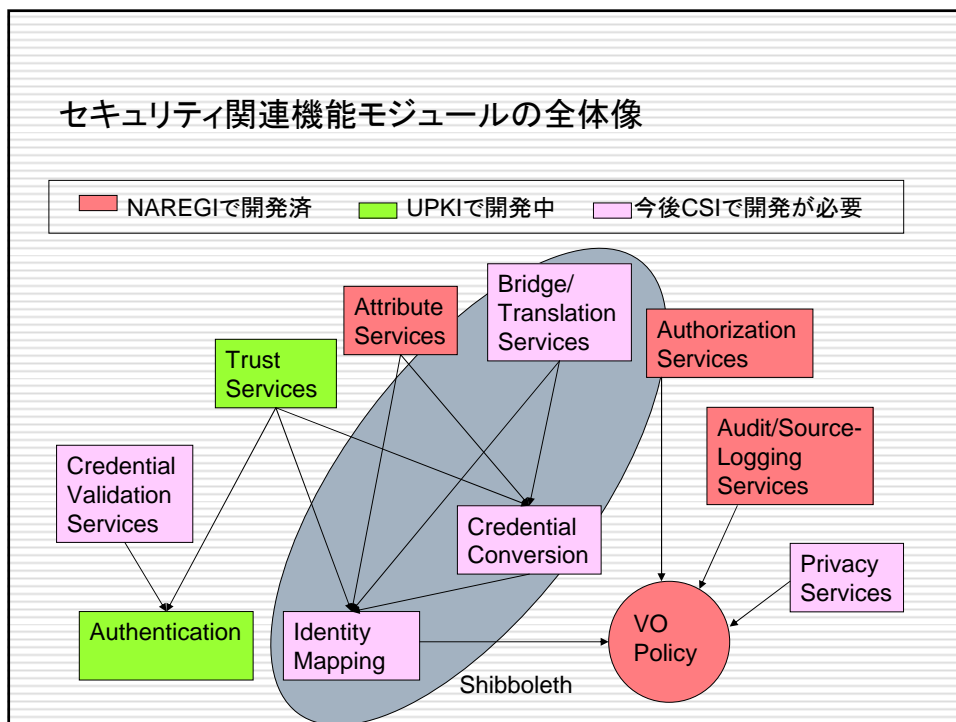 セキュリティ関連機能モジュールの全体像
NAREGIで開発済
UPKIで開発中
今後CSIで開発が必要
Bridge/
Translation
Services
Attribute
Services
Authorization
Services
Trust
Services
Audit/Source-
Logging
Services
Credential
Validation
Services
Credential
Conversion
Privacy
Services
Authentication
Identity
Mapping
VO
Policy
Shibboleth